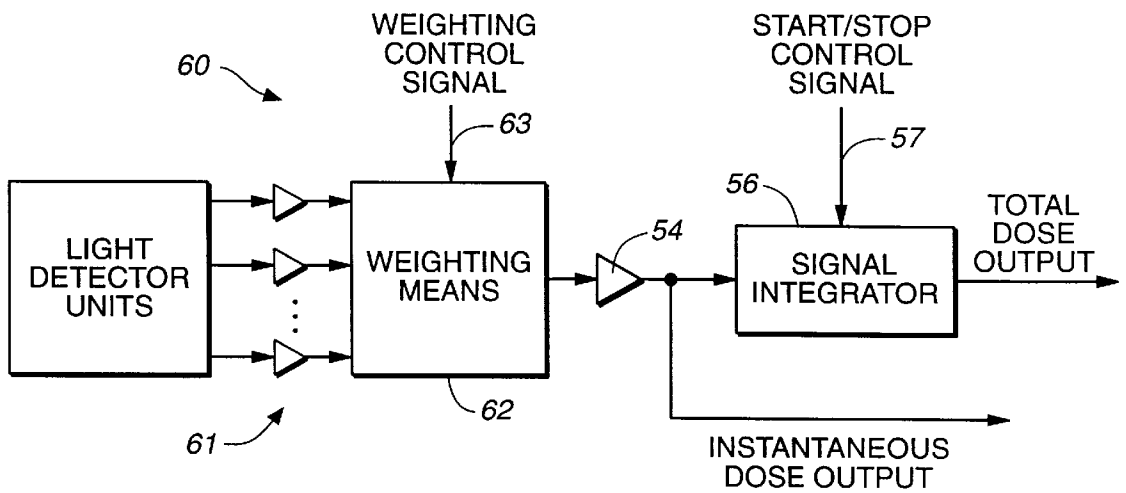 WEIGHTING
CONTROL
SIGNAL
START/STOP
CONTROL
SIGNAL
60
63
57
56
54
LIGHT
DETECTOR
UNITS
WEIGHTING
MEANS
SIGNAL
INTEGRATOR
TOTAL
DOSE
OUTPUT
62
61
INSTANTANEOUS
DOSE OUTPUT